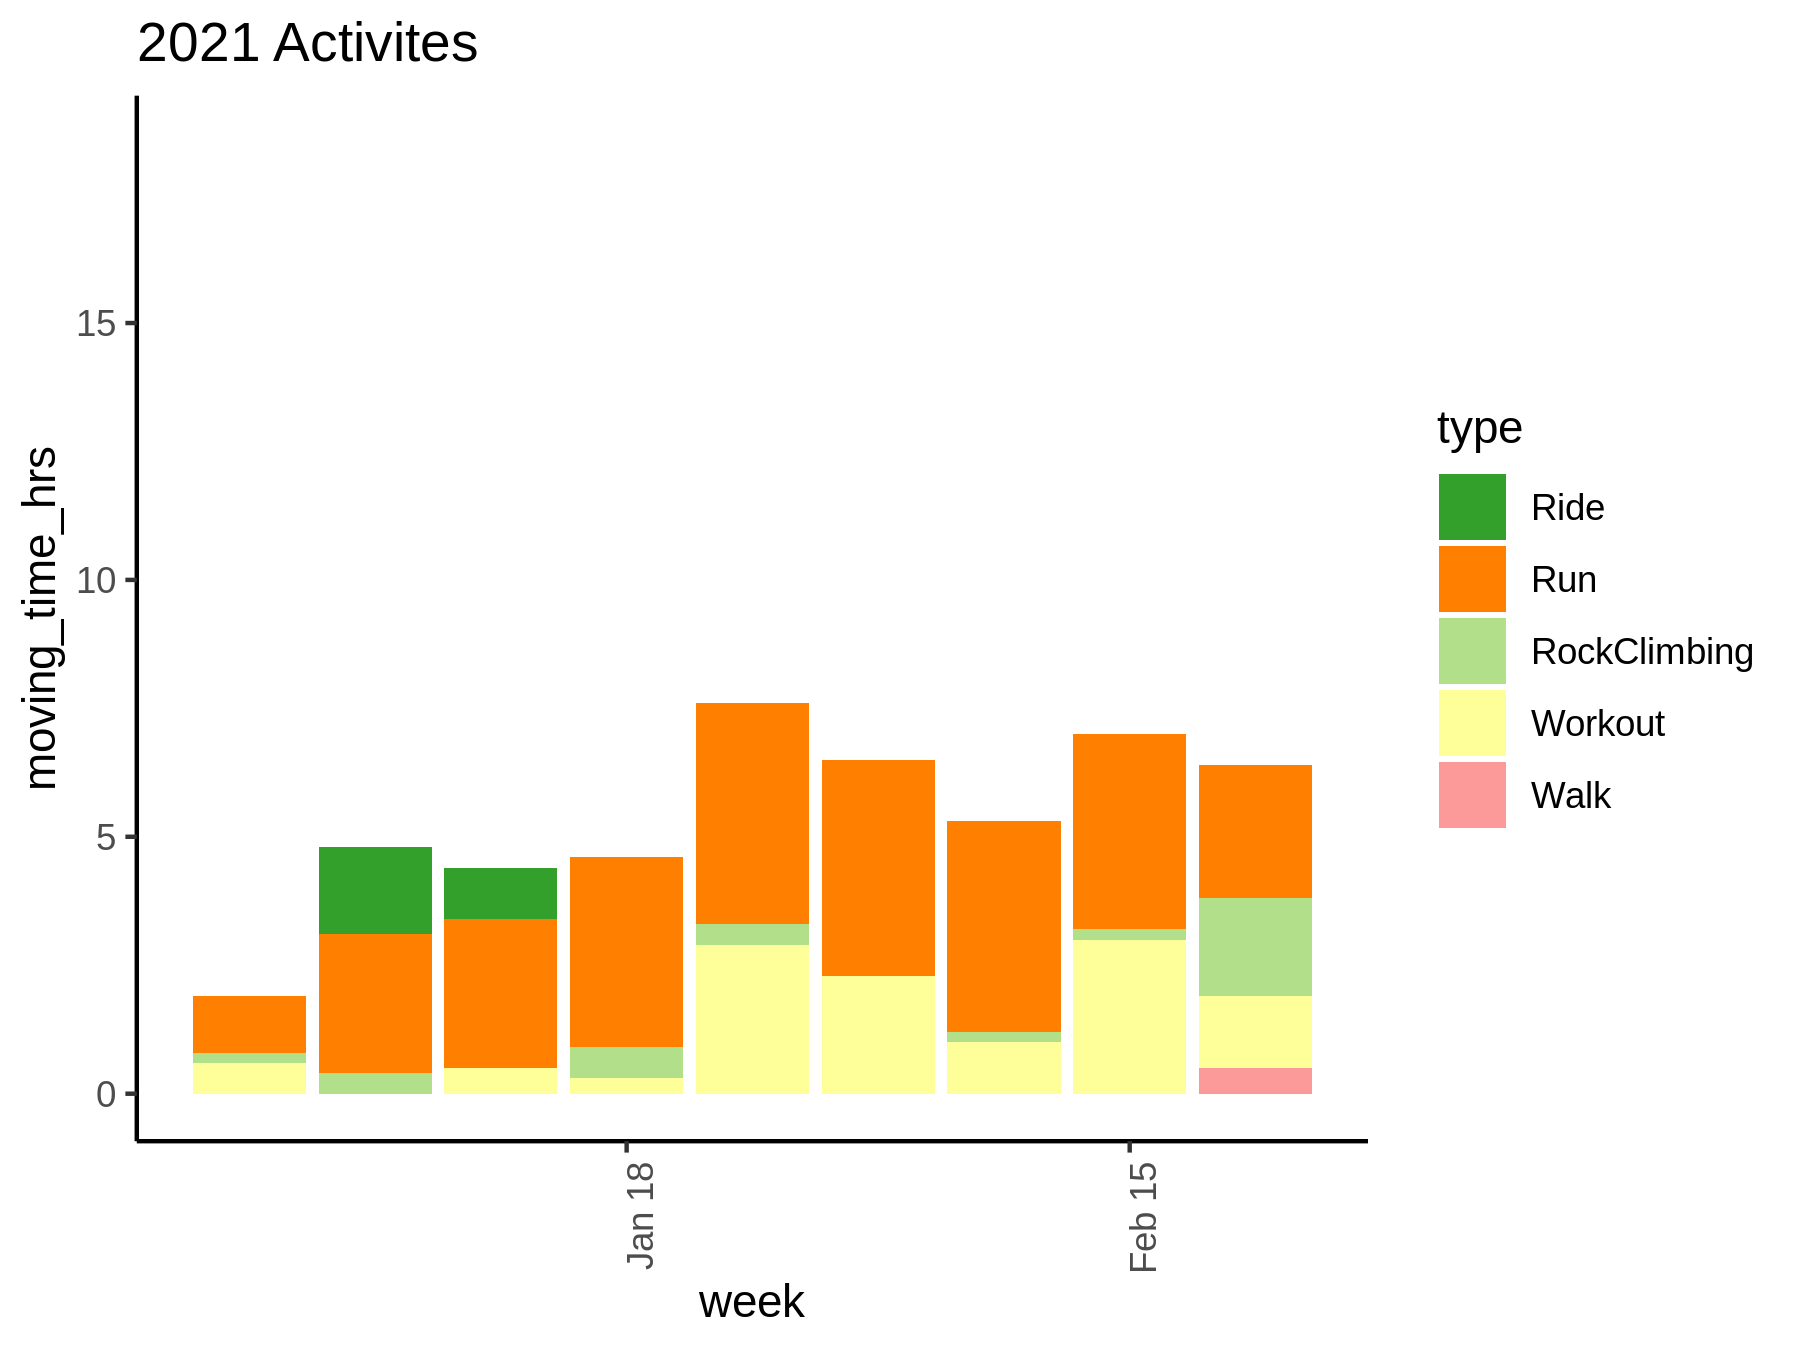 2021 Activites
moving_time_hrs
15
10
5
0
Jan 18
Feb 15
week
type
Ride
Run
RockClimbing
Workout
Walk